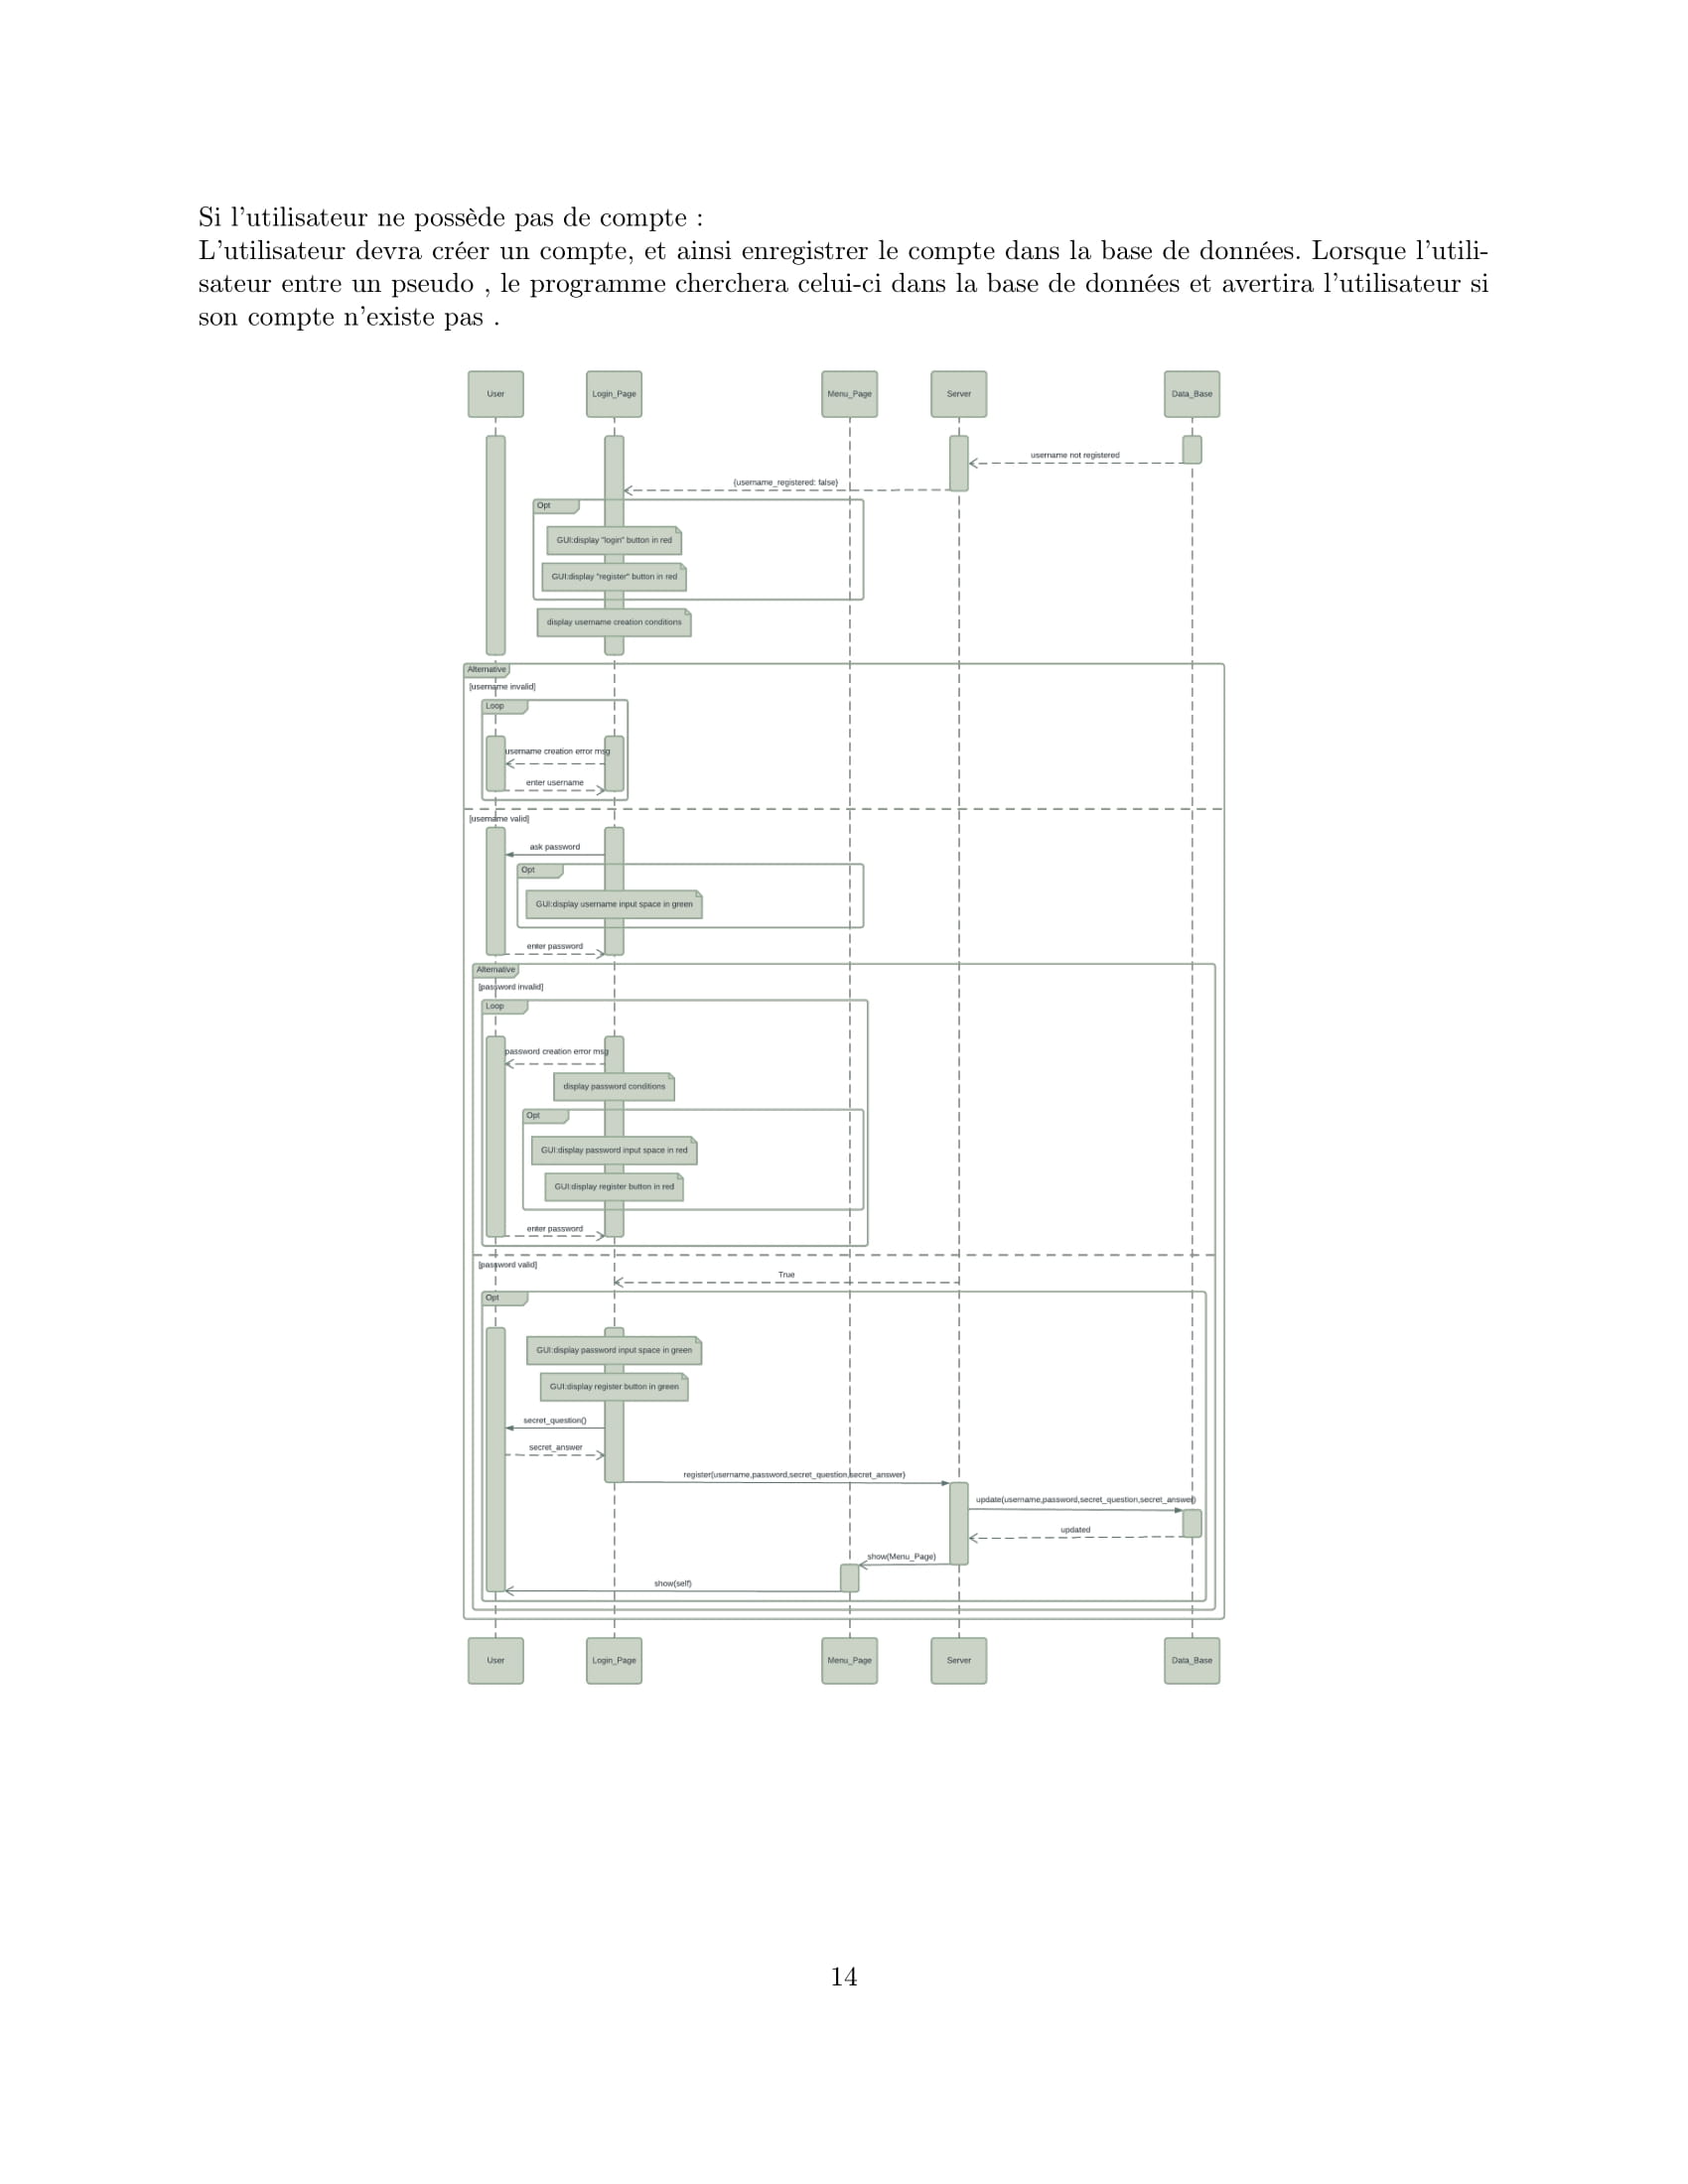 Si l'utilisateur ne possède pas de compte :
L'utilisateur devra créer un compte, et ainsi enregistrer le compte dans la base de données. Lorsque l'utili-
sateur entre un pseudo , le programme cherchera celui-ci dans la base de données et avertira l'utilisateur si
son compte n'existe pas .
User Login_Page Menu_Page Server Data_Base
username not registered
{username_registered: false}
Opt
GUI:display "login" button in red
GUI:display "register" button in red
display username creation conditions
Alternative
[username invalid]
Loop
username creation error msg
enter username
[username valid]
ask password
Opt
GUI:display username input space in green
enter password
Alternative
[password invalid]
Loop
password creation error msg
display password conditions
Opt
GUI:display password input space in red
GUI:display register button in red
enter password
[password valid]
True
Opt
GUI:display password input space in green
GUI:display register button in green
secret_question()
secret_answer
register(username,password,secret_question,secret_answer)
update(username,password,secret_question,secret_answer)
updated
show(Menu_Page)
show(self)
User Login_Page Menu_Page Server Data_Base
14